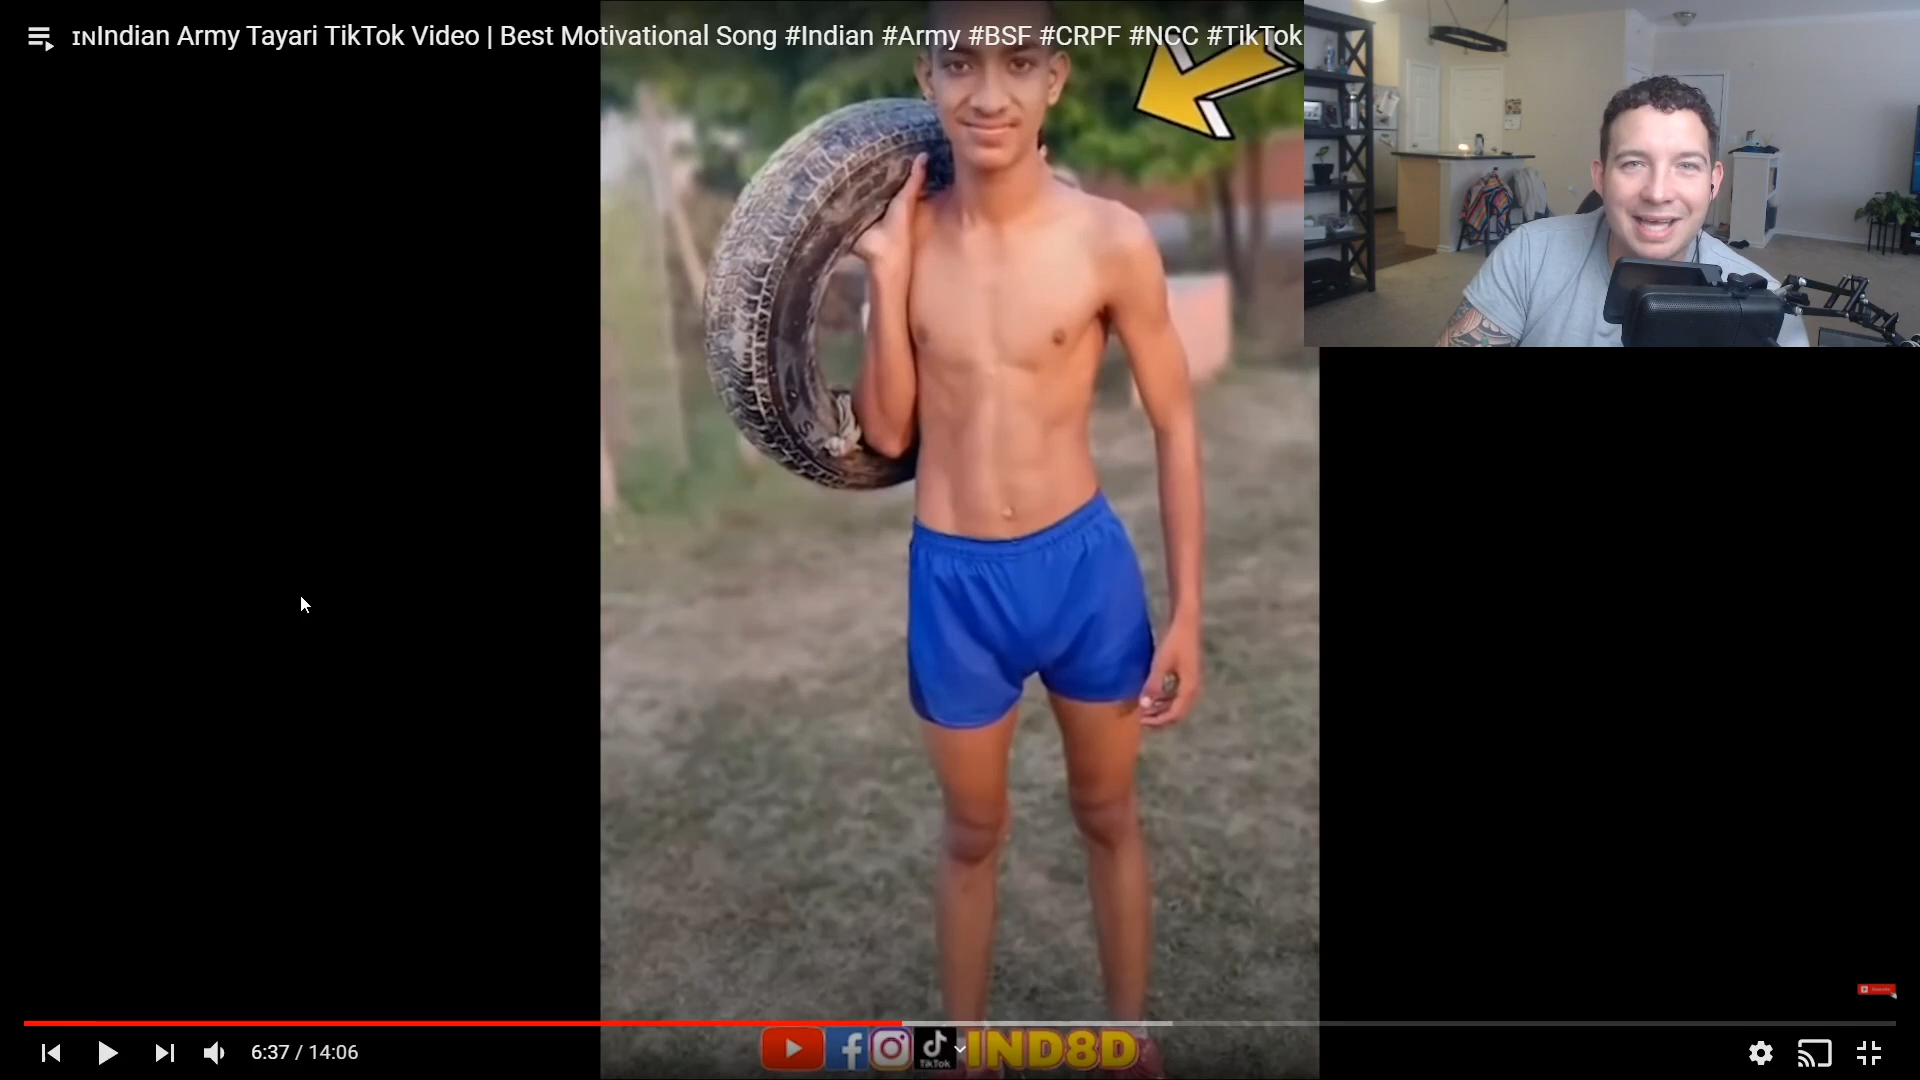 ɪɴIndian Army Tayari TikTok Video | Best Motivational Song #Indian #Army #BSF #CRPF #NCC #TikTok
6:37 / 14:06
TikTok
IND8D